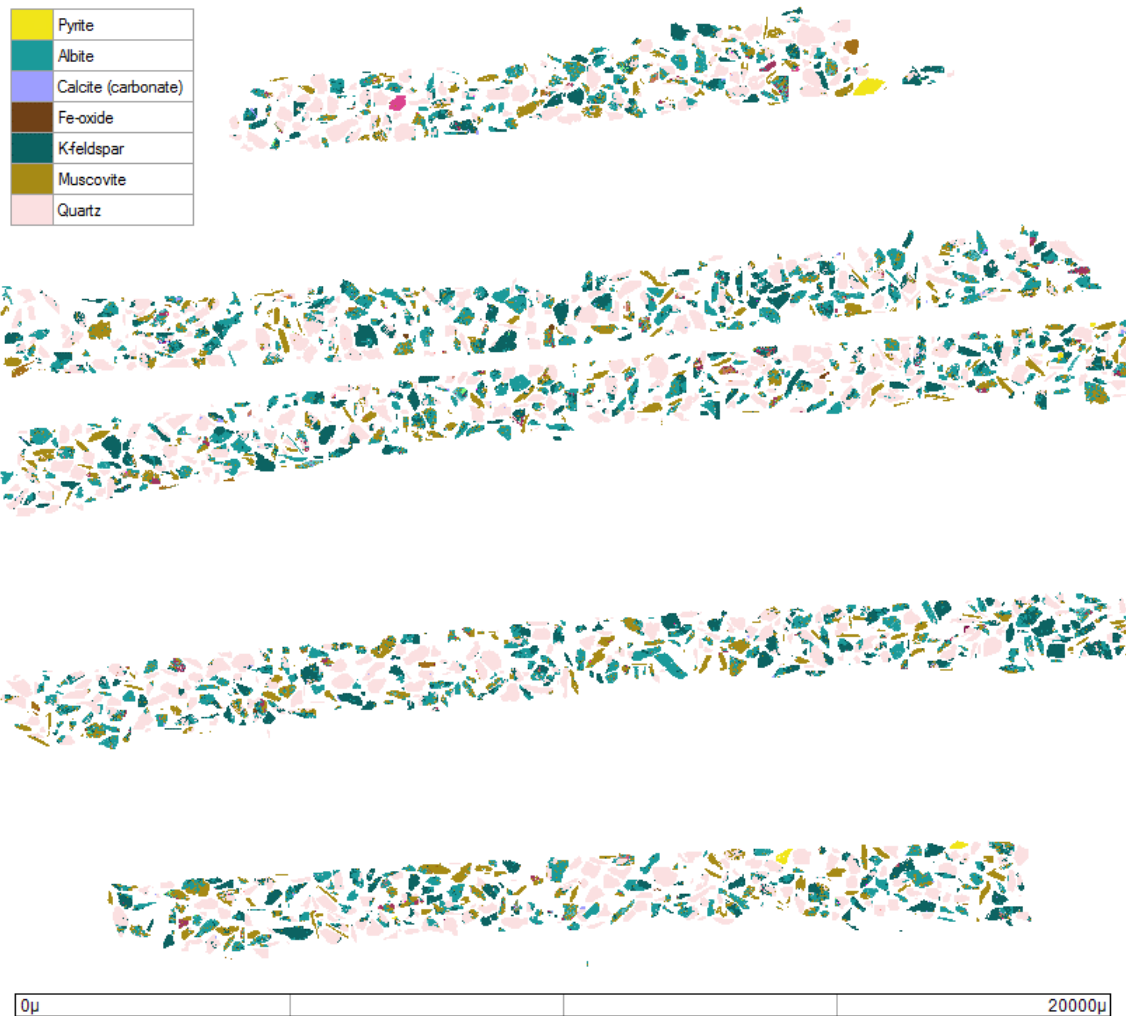 Pyrite
Albite
Calcite (carbonate)
Fe-oxide
K-feldspar
Muscovite
Quartz
0µ 20000µ